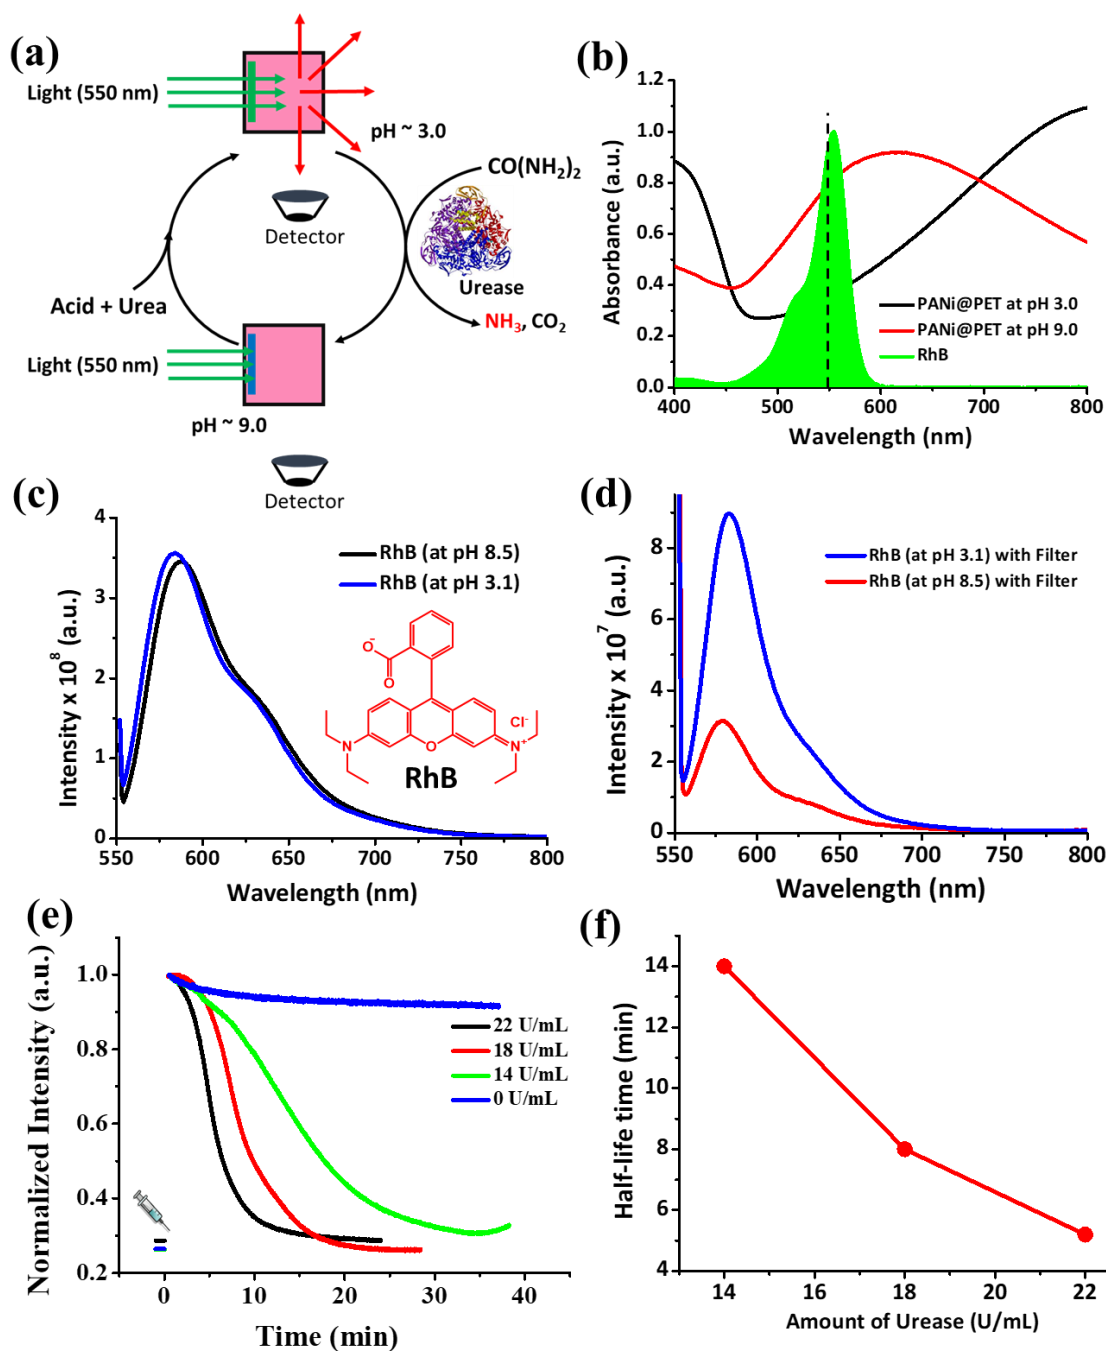 (a)
Light (550 nm)
pH ~ 3.0
CO(NH₂)₂
Detector
Urease
Acid + Urea
NH₃, CO₂
Light (550 nm)
pH ~ 9.0
Detector
(b)
Absorbance (a.u.)
1.2
1.0
0.8
0.6
0.4
0.2
0.0
PANi@PET at pH 3.0
PANi@PET at pH 9.0
RhB
400 500 600 700 800
Wavelength (nm)
(c)
Intensity x 10⁸ (a.u.)
4
3
2
1
0
RhB (at pH 8.5)
RhB (at pH 3.1)
O⁻
O
Cl⁻
N
O
N⁺
RhB
550 600 650 700 750 800
Wavelength (nm)
(d)
Intensity x 10⁷ (a.u.)
8
6
4
2
0
RhB (at pH 3.1) with Filter
RhB (at pH 8.5) with Filter
550 600 650 700 750 800
Wavelength (nm)
(e)
Normalized Intensity (a.u.)
1.0
0.8
0.6
0.4
0.2
22 U/mL
18 U/mL
14 U/mL
0 U/mL
0 10 20 30 40
Time (min)
(f)
Half-life time (min)
14
12
10
8
6
4
14 16 18 20 22
Amount of Urease (U/mL)